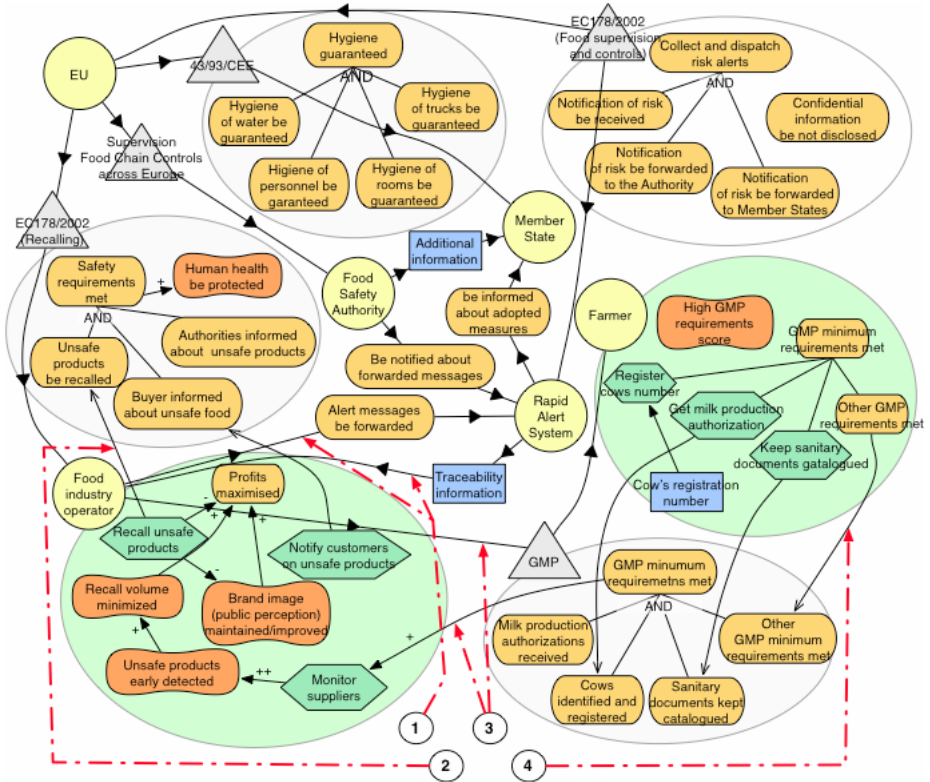 EU
43/93/CEE
Hygiene
guaranteed
AND
Hygiene
of water be
guaranteed
Hygiene
of trucks be
guaranteed
Higiene of
personnel be
garanteed
Hygiene of
rooms be
guaranteed
EC178/2002
(Food supervision
and controls)
Collect and dispatch
risk alerts
AND
Notification of risk
be received
Confidential
information
be not disclosed
Notification
of risk be forwarded
to the Authority
Notification
of risk be forwarded
to Member States
Supervision
Food Chain Controls
across Europe
EC178/2002
(Recalling)
Safety
requirements
met
+
Human health
be protected
AND
Authorities informed
about unsafe products
Unsafe
products
be recalled
Buyer informed
about unsafe food
Member
State
Additional
information
Food
Safety
Authority
be informed
about adopted
measures
Be notified about
forwarded messages
Alert messages
be forwarded
Rapid
Alert
System
Traceability
information
Farmer
High GMP
requirements
score
GMP minimum
requirements met
Register
cows number
Get milk production
authorization
Other GMP
requirements met
Keep sanitary
documents gatalogued
Cow's registration
number
Food
industry
operator
Profits
maximised
-
+
+
Recall unsafe
products
Notify customers
on unsafe products
-
Recall volume
minimized
Brand image
(public perception)
maintained/improved
+
Unsafe products
early detected
++
Monitor
suppliers
+
GMP
GMP minumum
requiremetns met
AND
Milk production
authorizations
received
Other
GMP minimum
requirements met
Cows
identified and
registered
Sanitary
documents kept
catalogued
1
3
2
4